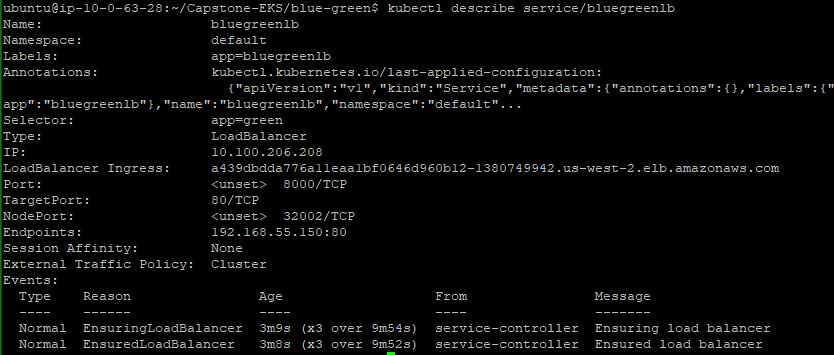 ubuntu@ip-10-0-63-28:~/Capstone-EKS/blue-green$ kubectl describe service/bluegreenlb
Name:                     bluegreenlb
Namespace:                default
Labels:                   app=bluegreenlb
Annotations:              kubectl.kubernetes.io/last-applied-configuration:
                            {"apiVersion":"v1","kind":"Service","metadata":{"annotations":{},"labels":{"
app":"bluegreenlb"},"name":"bluegreenlb","namespace":"default"...
Selector:                 app=green
Type:                     LoadBalancer
IP:                       10.100.206.208
LoadBalancer Ingress:     a439dbdda776a11eaa1bf0646d960b12-1380749942.us-west-2.elb.amazonaws.com
Port:                     <unset>  8000/TCP
TargetPort:               80/TCP
NodePort:                 <unset>  32002/TCP
Endpoints:                192.168.55.150:80
Session Affinity:         None
External Traffic Policy:  Cluster
Events:
  Type    Reason                Age                    From                Message
  ----    ------                ----                   ----                -------
  Normal  EnsuringLoadBalancer  3m9s (x3 over 9m54s)  service-controller  Ensuring load balancer
  Normal  EnsuredLoadBalancer   3m8s (x3 over 9m52s)  service-controller  Ensured load balancer